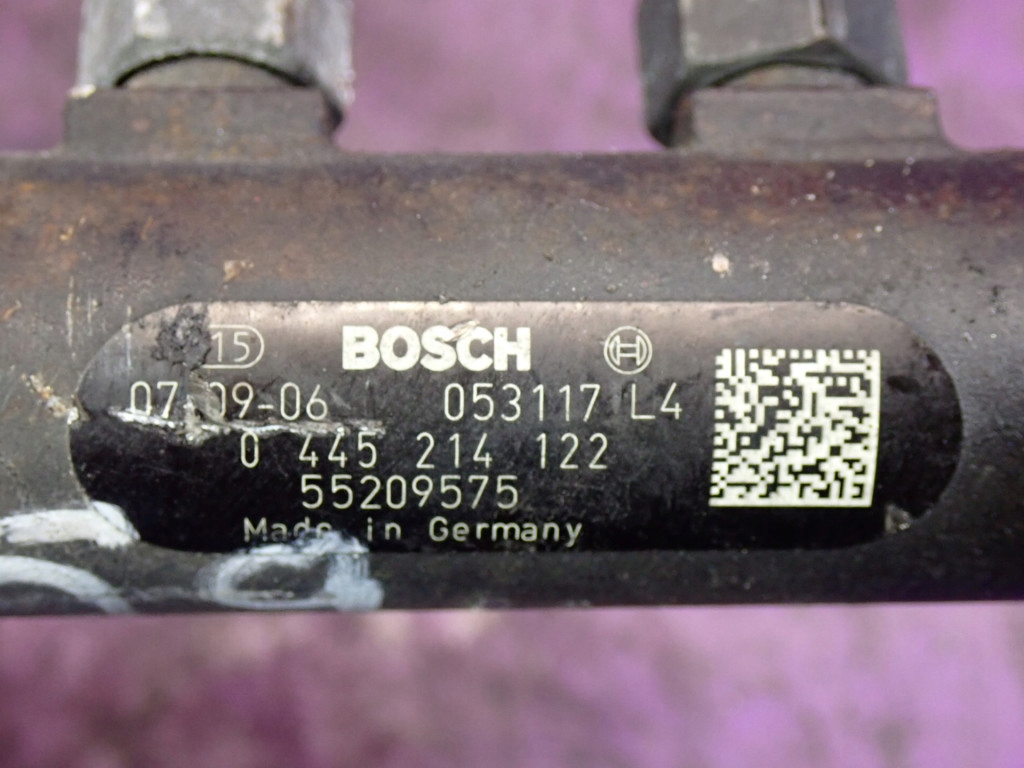 15 BOSCH
07-09-06 053117 L4
0 445 214 122
55209575
Made in Germany